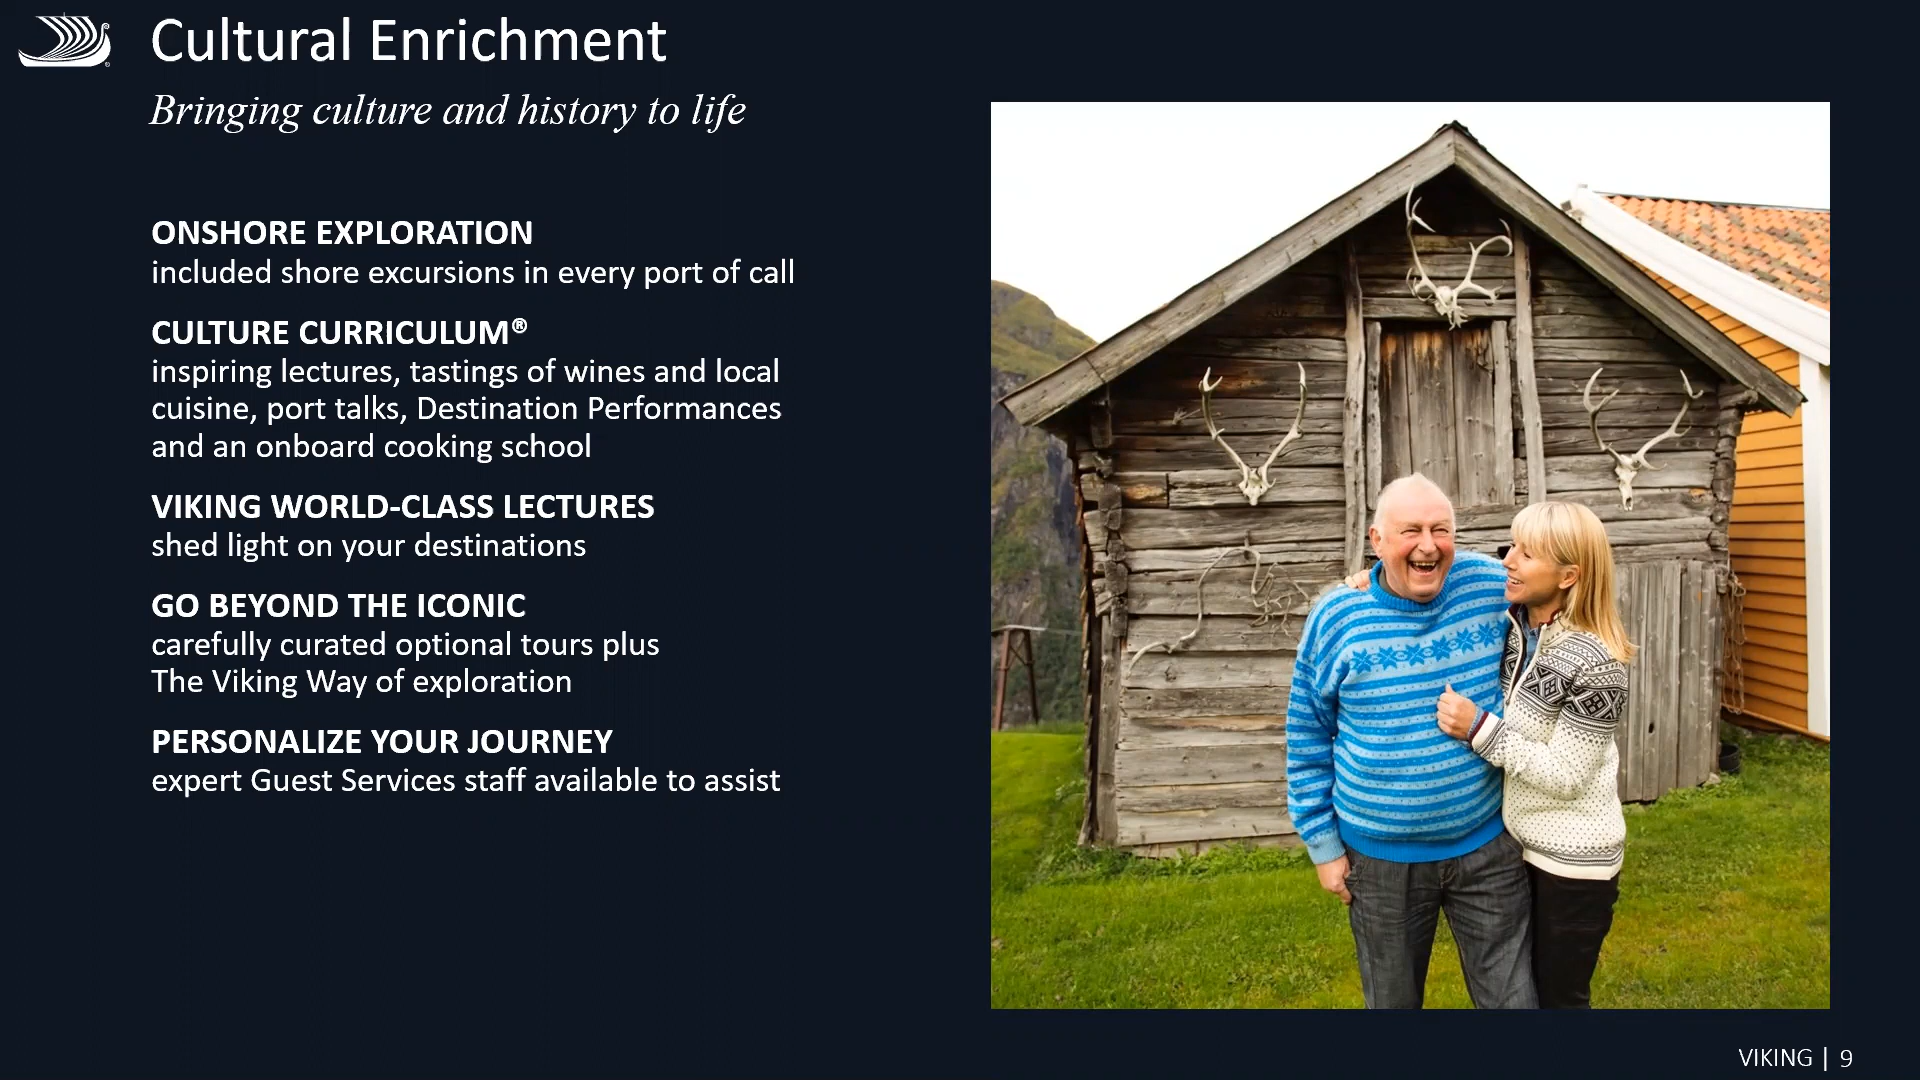 Cultural Enrichment
Bringing culture and history to life
ONSHORE EXPLORATION
included shore excursions in every port of call
CULTURE CURRICULUM®
inspiring lectures, tastings of wines and local
cuisine, port talks, Destination Performances
and an onboard cooking school
VIKING WORLD-CLASS LECTURES
shed light on your destinations
GO BEYOND THE ICONIC
carefully curated optional tours plus
The Viking Way of exploration
PERSONALIZE YOUR JOURNEY
expert Guest Services staff available to assist
VIKING | 9